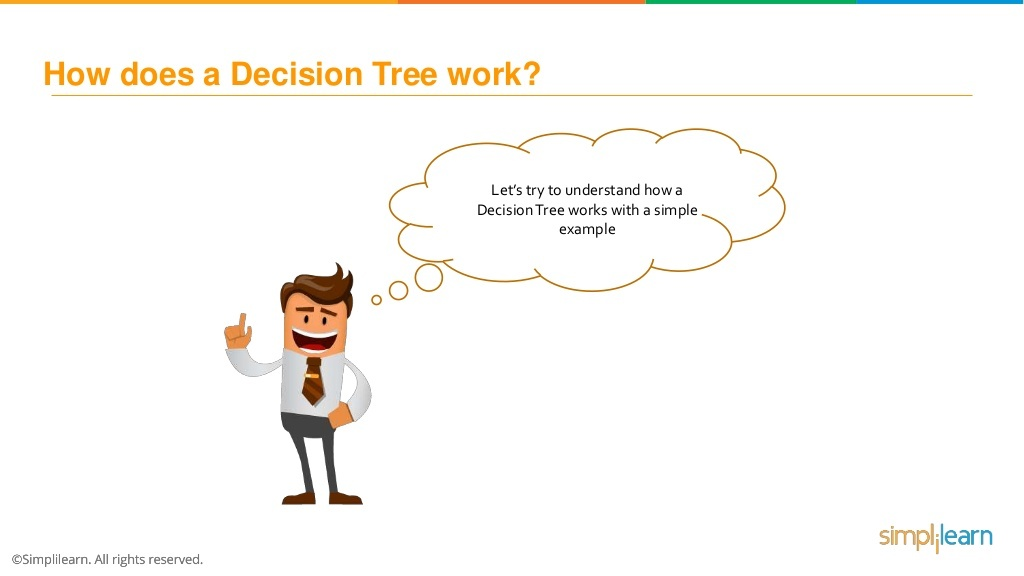 How does a Decision Tree work?
Let's try to understand how a
Decision Tree works with a simple
example
simplilearn
©Simplilearn. All rights reserved.